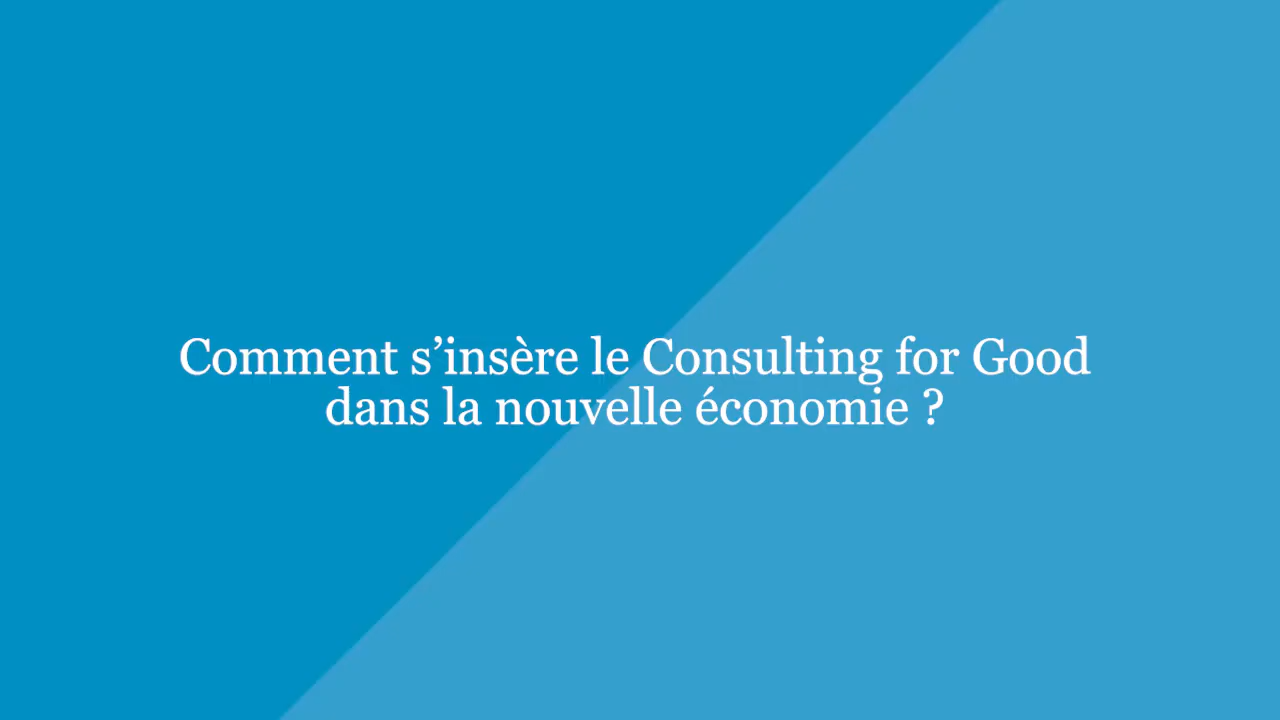 Comment s’insère le Consulting for Good
dans la nouvelle économie ?